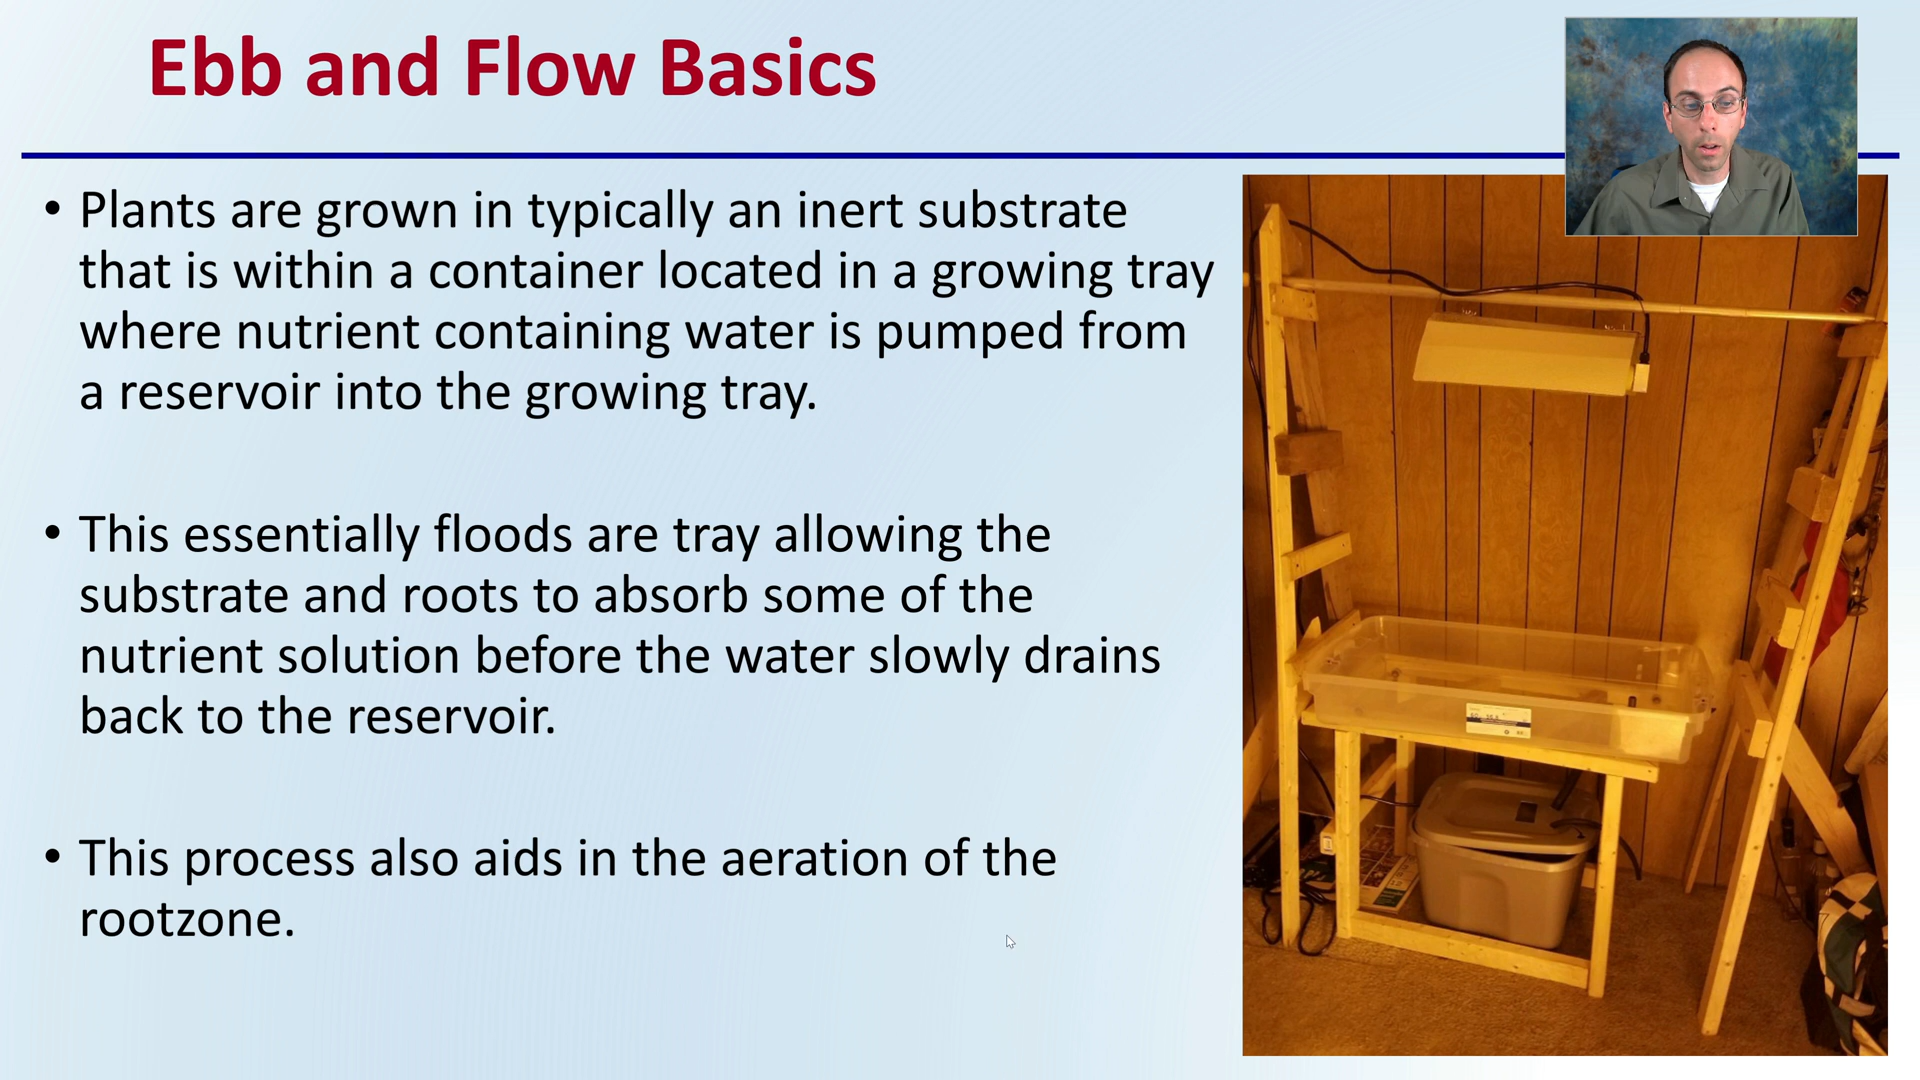 Ebb and Flow Basics
• Plants are grown in typically an inert substrate
that is within a container located in a growing tray
where nutrient containing water is pumped from
a reservoir into the growing tray.
• This essentially floods are tray allowing the
substrate and roots to absorb some of the
nutrient solution before the water slowly drains
back to the reservoir.
• This process also aids in the aeration of the
rootzone.